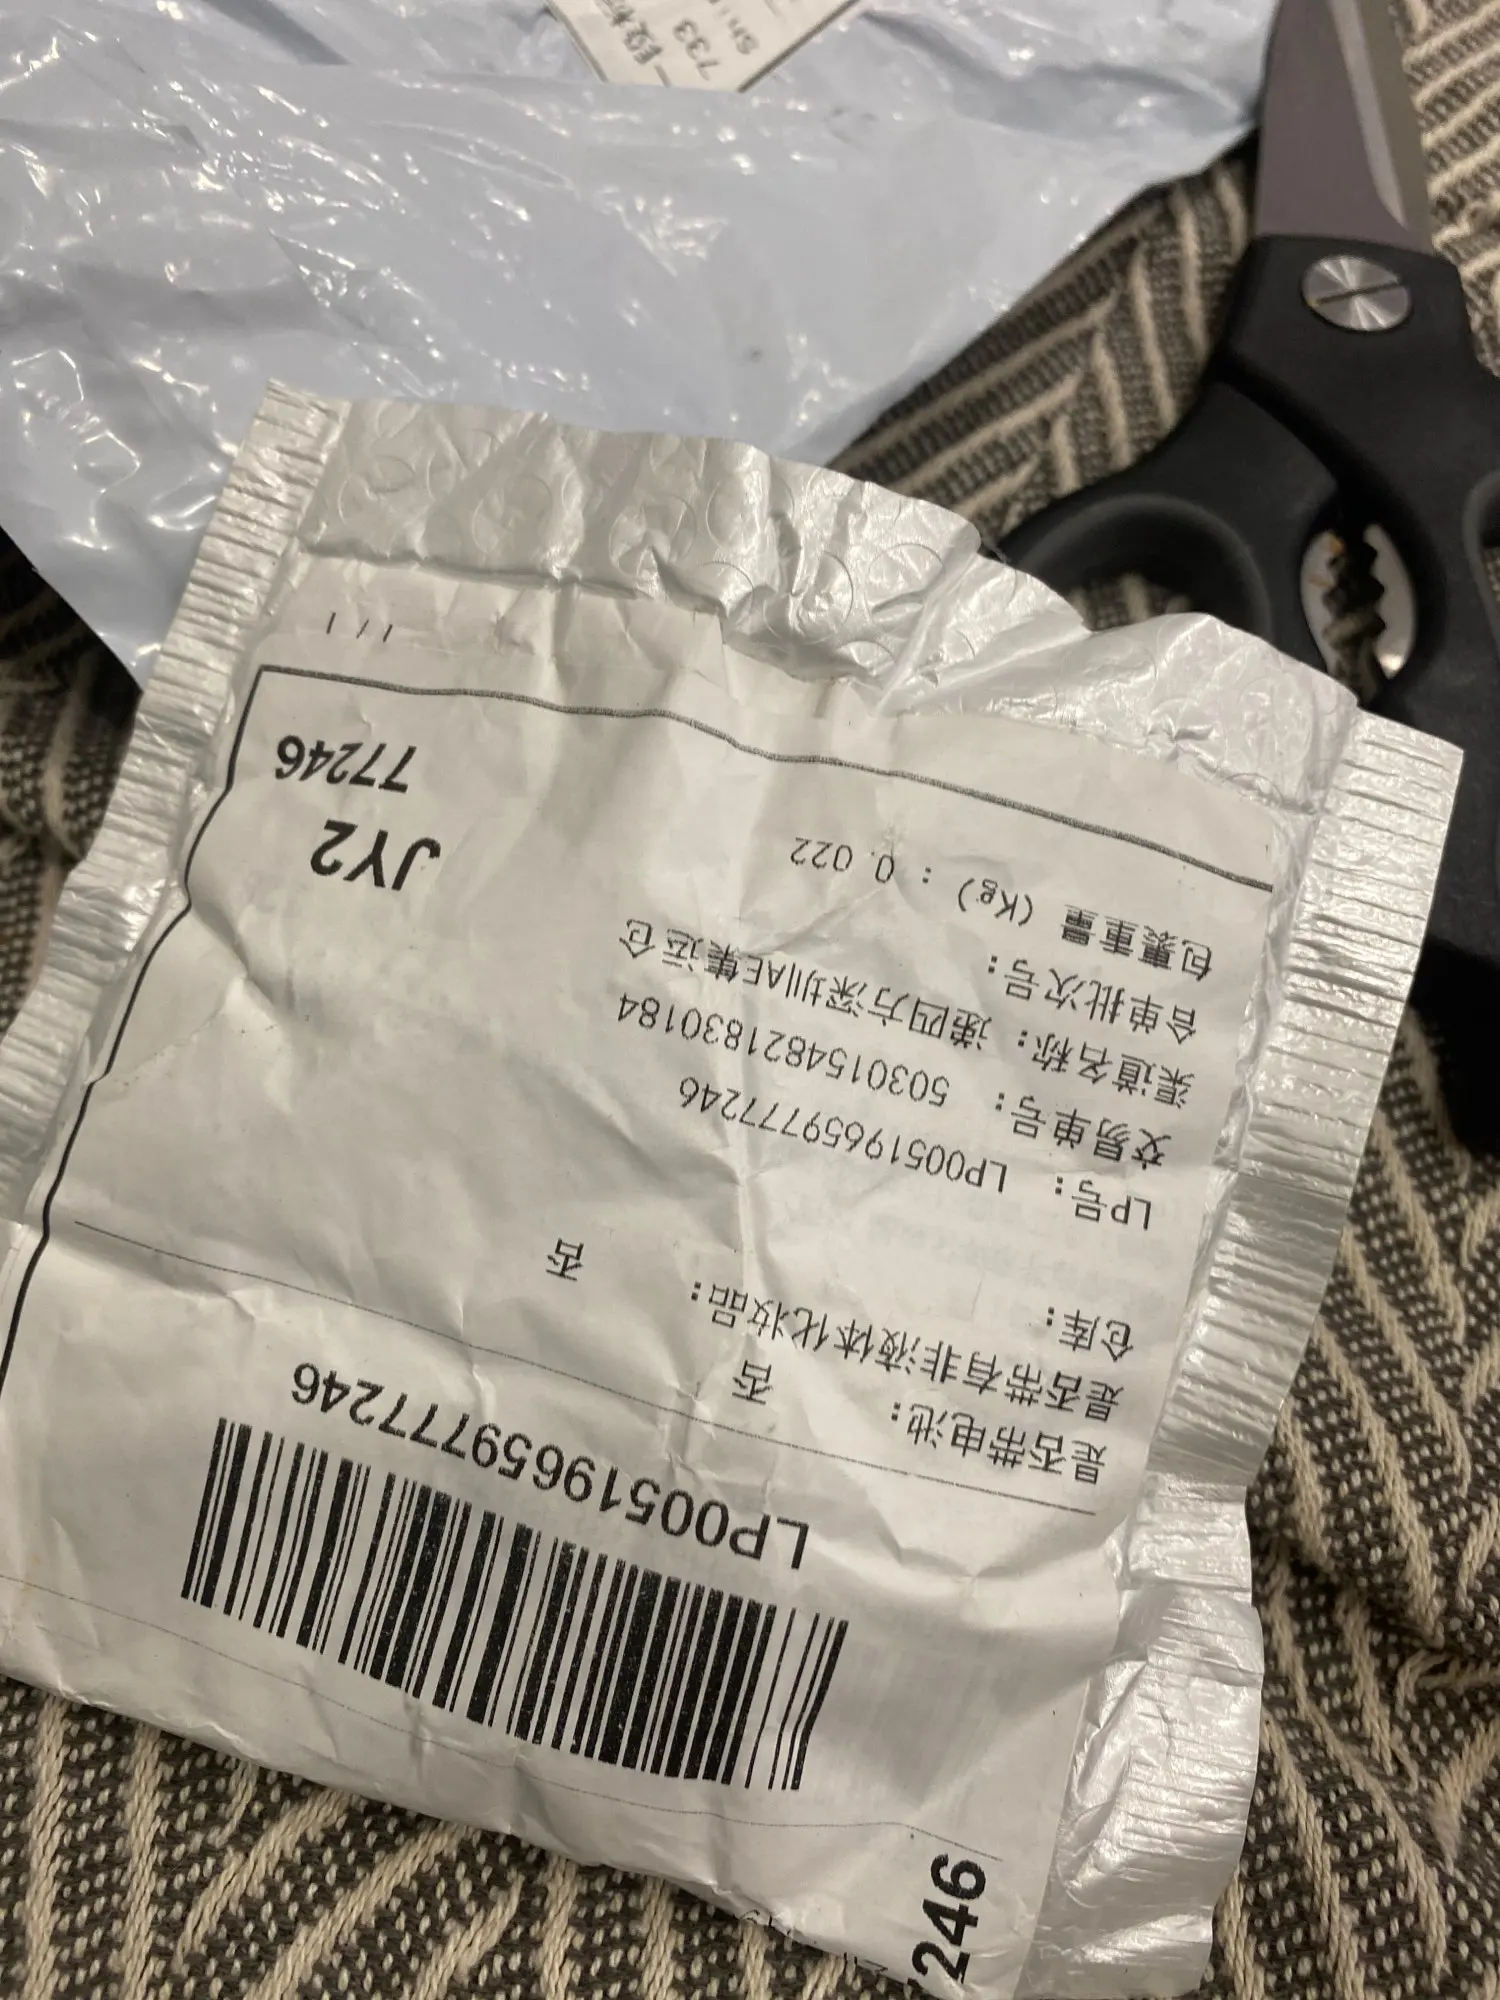 7246
LP00519659777246
是否带电池: 否
是否带有非液体化妆品: 否
仓库:
LP号: LP00519659777246
交易单号: 5030154821830184
渠道名称: 递四方深圳AE集运仓
合单批次号:
包裹重量 (Kg) : 0.022
JY2
77246
1/1
733